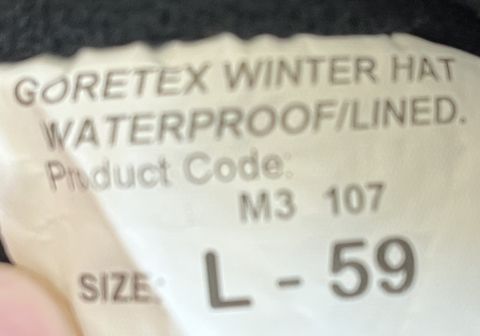 GORETEX WINTER HAT
WATERPROOF/LINED.
Product Code:
M3 107
SIZE: L - 59